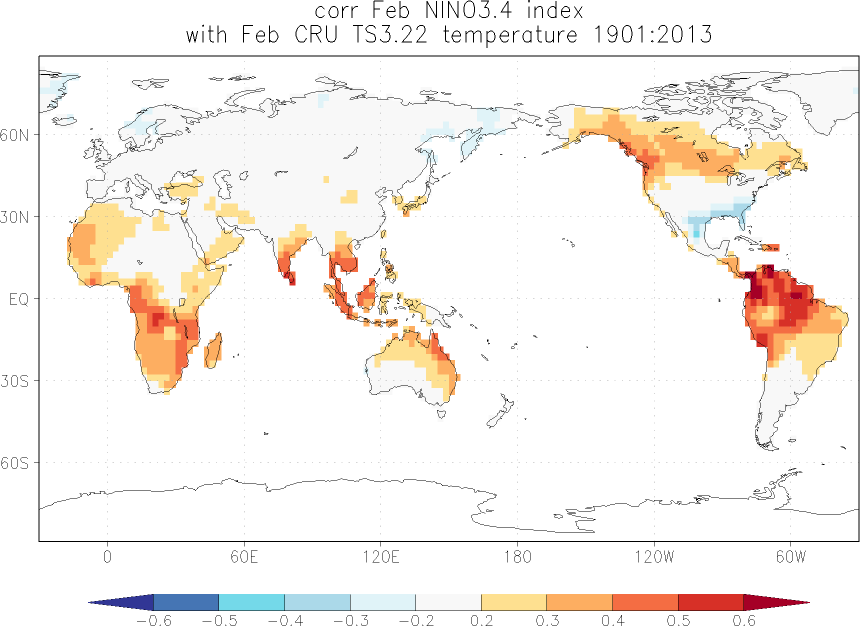 corr Feb NINO3.4 index
with Feb CRU TS3.22 temperature 1901:2013
60N
30N
EQ
30S
60S
0 60E 120E 180 120W 60W
−0.6 −0.5 −0.4 −0.3 −0.2 0.2 0.3 0.4 0.5 0.6